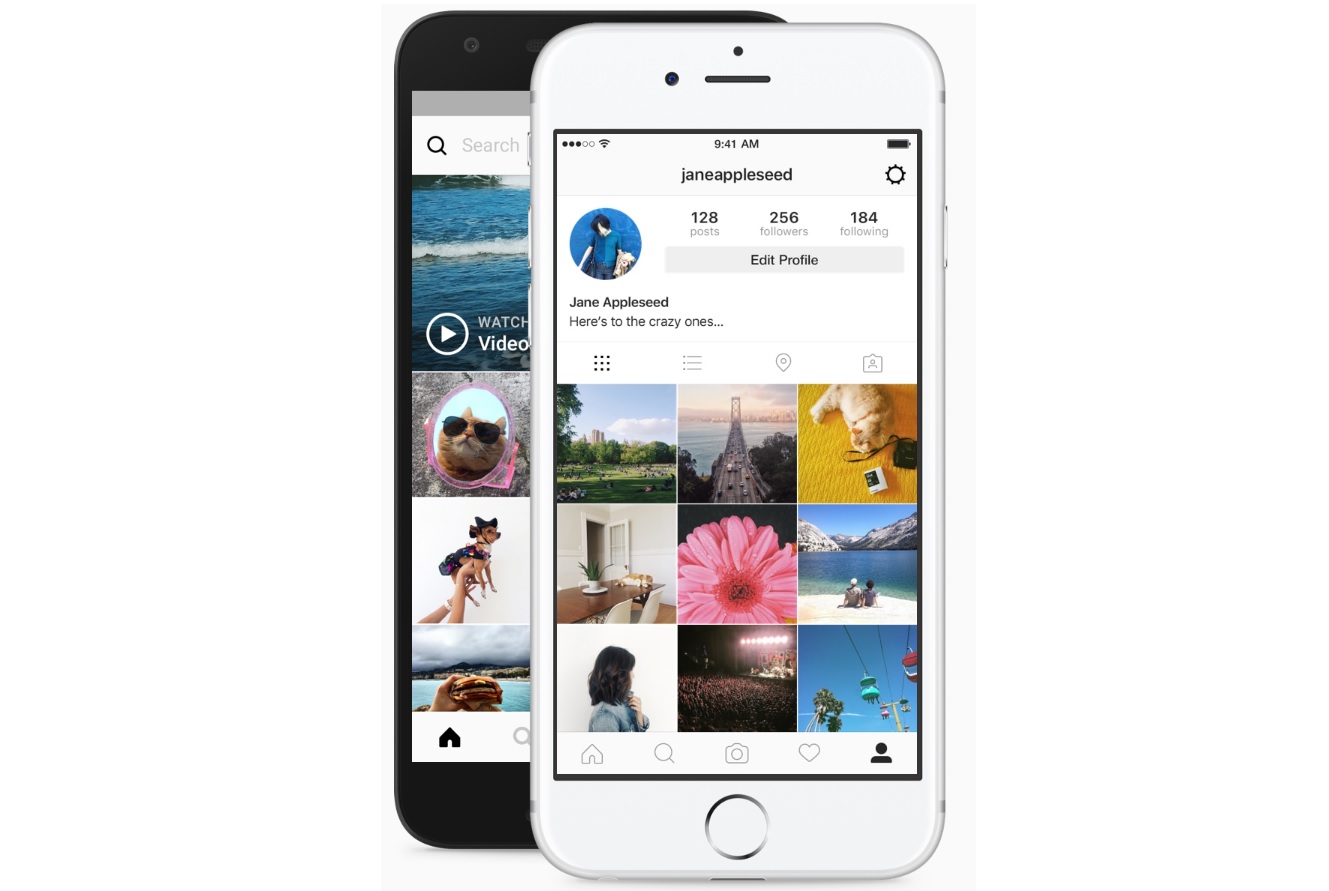 Search
WATCH
Video
9:41 AM
janeappleseed
128 256 184
posts followers following
Edit Profile
Jane Appleseed
Here's to the crazy ones...